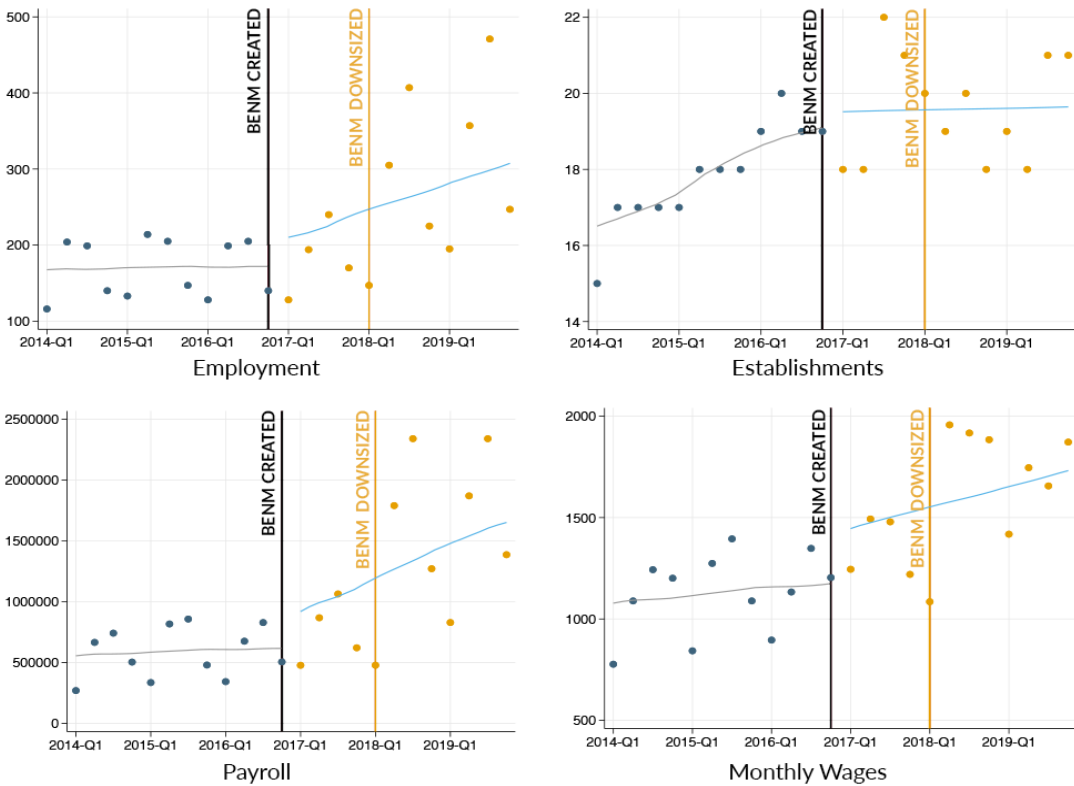 500
400
300
200
100
BENM CREATED
BENM DOWNSIZED
2014-Q1 2015-Q1 2016-Q1 2017-Q1 2018-Q1 2019-Q1
Employment
22
20
18
16
14
BENM CREATED
BENM DOWNSIZED
2014-Q1 2015-Q1 2016-Q1 2017-Q1 2018-Q1 2019-Q1
Establishments
2500000
2000000
1500000
1000000
500000
0
BENM CREATED
BENM DOWNSIZED
2014-Q1 2015-Q1 2016-Q1 2017-Q1 2018-Q1 2019-Q1
Payroll
2000
1500
1000
500
BENM CREATED
BENM DOWNSIZED
2014-Q1 2015-Q1 2016-Q1 2017-Q1 2018-Q1 2019-Q1
Monthly Wages